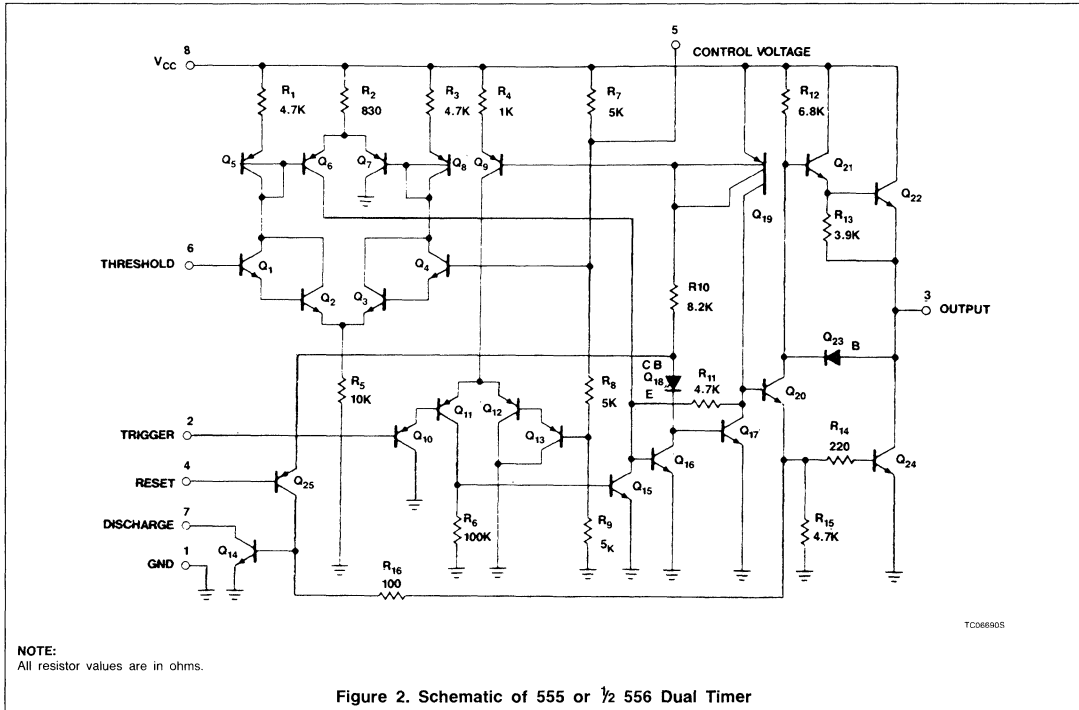 5
CONTROL VOLTAGE
8
VCC
R1
4.7K
R2
830
R3
4.7K
R4
1K
R7
5K
R12
6.8K
Q5
Q6
Q7
Q8
Q9
Q19
Q21
Q22
R13
3.9K
6
THRESHOLD
Q1
Q2
Q3
Q4
R10
8.2K
3
OUTPUT
Q23
B
R5
10K
R8
5K
C B
Q18
E
R11
4.7K
Q20
Q11
Q12
Q10
Q13
TRIGGER
2
Q16
Q17
R14
220
Q24
RESET
4
Q25
Q15
DISCHARGE
7
R6
100K
R9
5K
R15
4.7K
Q14
GND
1
R16
100
TC06690S
NOTE:
All resistor values are in ohms.
Figure 2. Schematic of 555 or ½ 556 Dual Timer